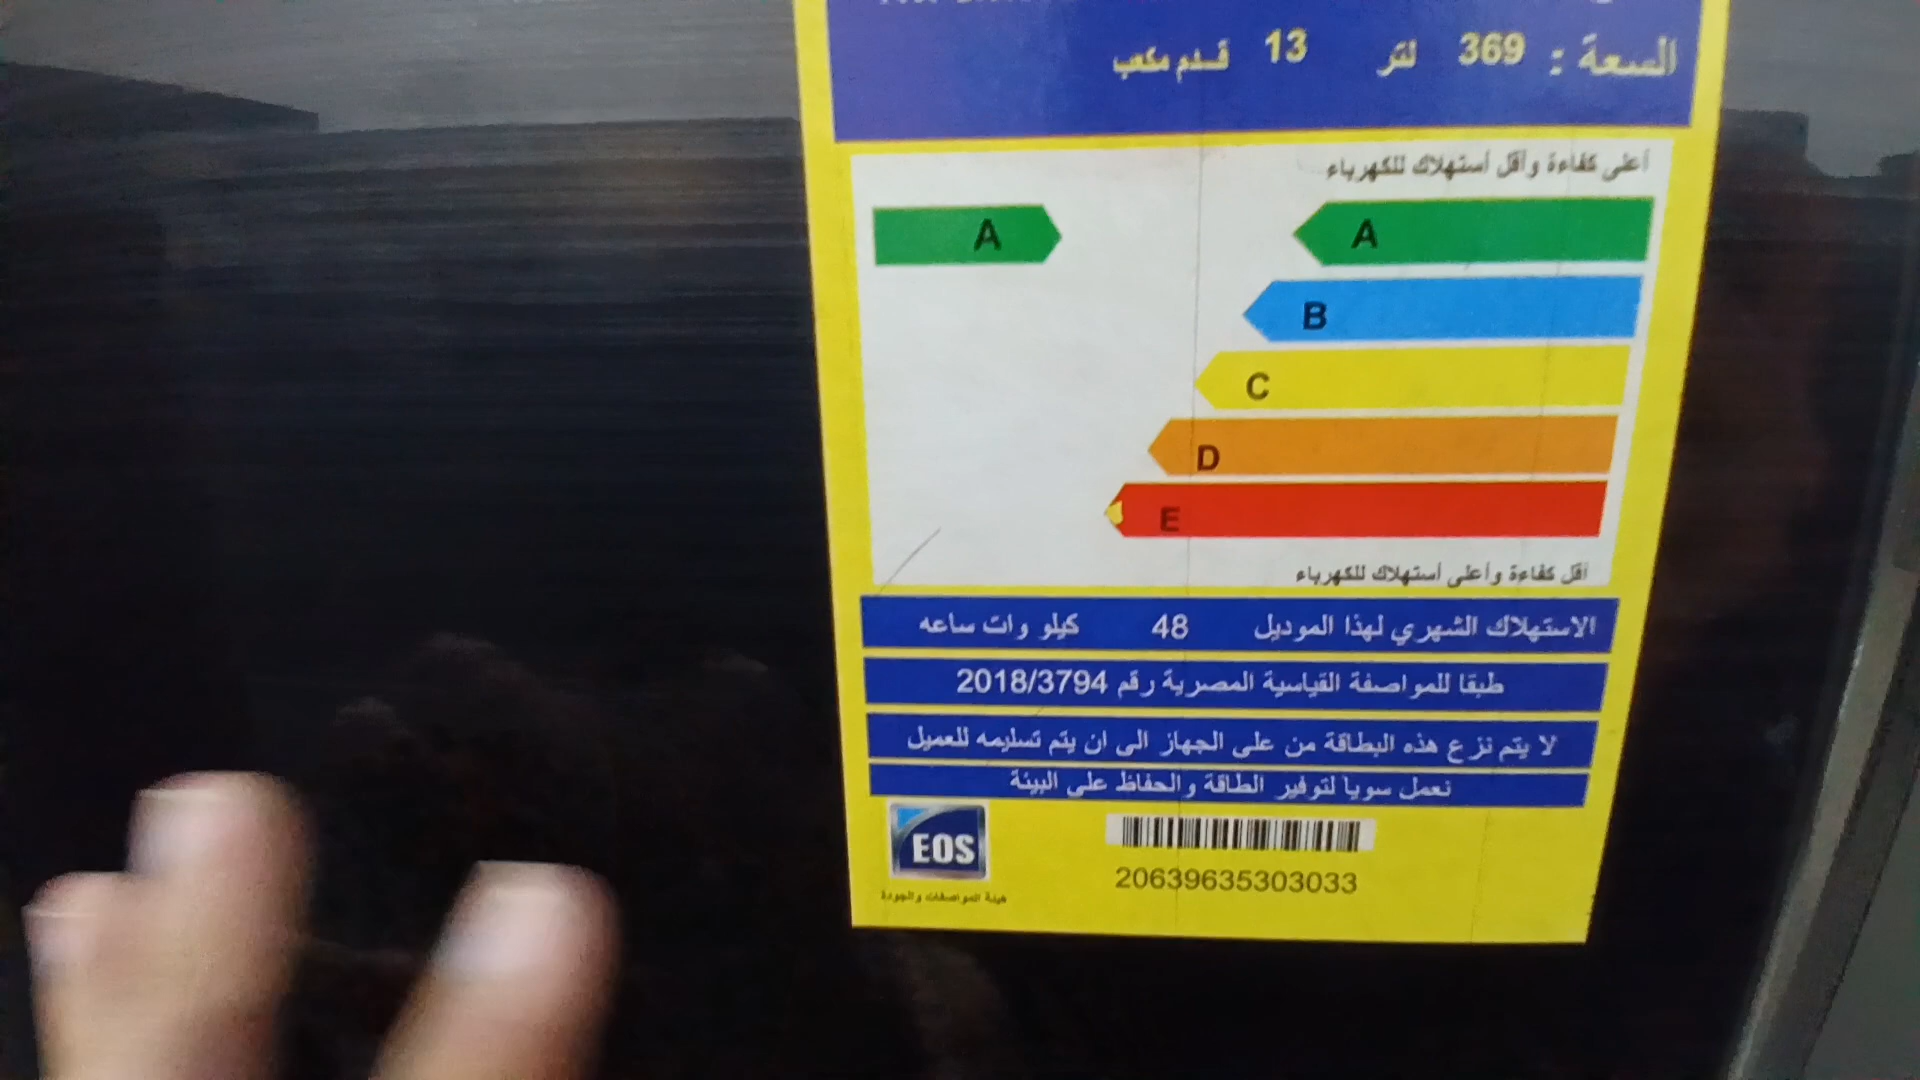 السعة : 369 لتر 13 قدم مكعب
أعلى كفاءة وأقل أستهلاك للكهرباء
A A
B
C
D
E
أقل كفاءة وأعلى أستهلاك للكهرباء
الاستهلاك الشهري لهذا الموديل 48 كيلو وات ساعه
طبقا للمواصفة القياسية المصرية رقم 2018/3794
لا يتم نزع هذه البطاقة من على الجهاز الى ان يتم تسليمه للعميل
نعمل سويا لتوفير الطاقة والحفاظ على البيئة
EOS
هيئة المواصفات والجودة
20639635303033